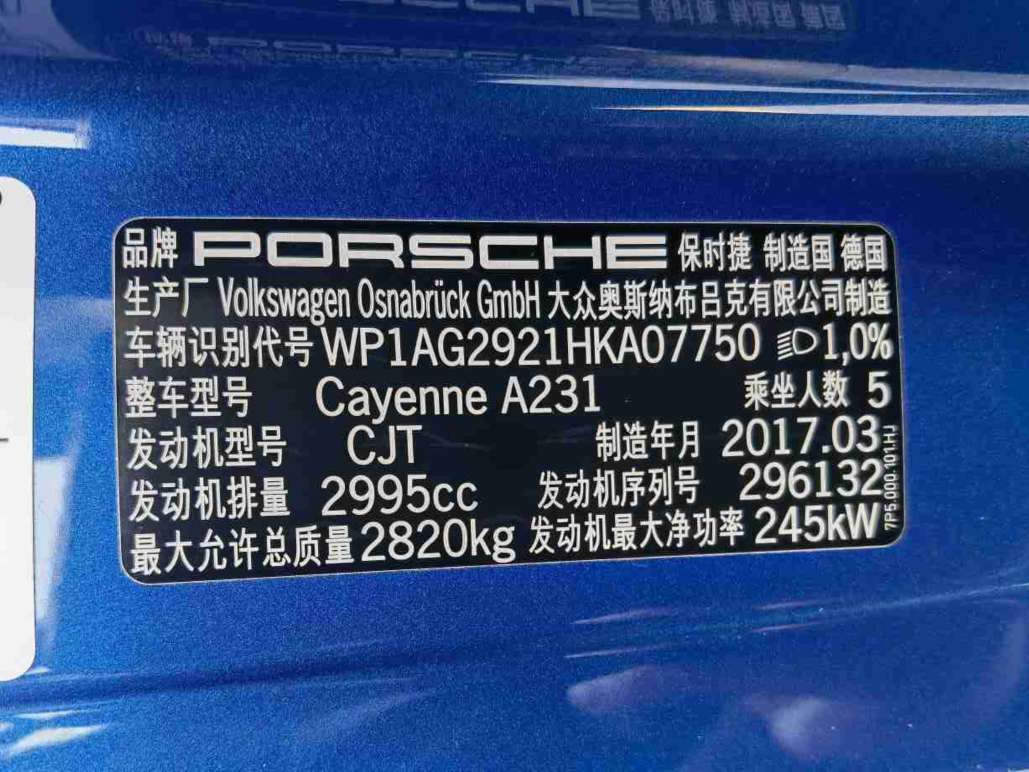 品牌 PORSCHE 保时捷 制造国 德国
生产厂 Volkswagen Osnabrück GmbH 大众奥斯纳布吕克有限公司制造
车辆识别代号 WP1AG2921HKA07750 1,0%
整车型号 Cayenne A231 乘坐人数 5
发动机型号 CJT 制造年月 2017.03
发动机排量 2995cc 发动机序列号 296132
最大允许总质量 2820kg 发动机最大净功率 245kW
7P5.000.101.HJ